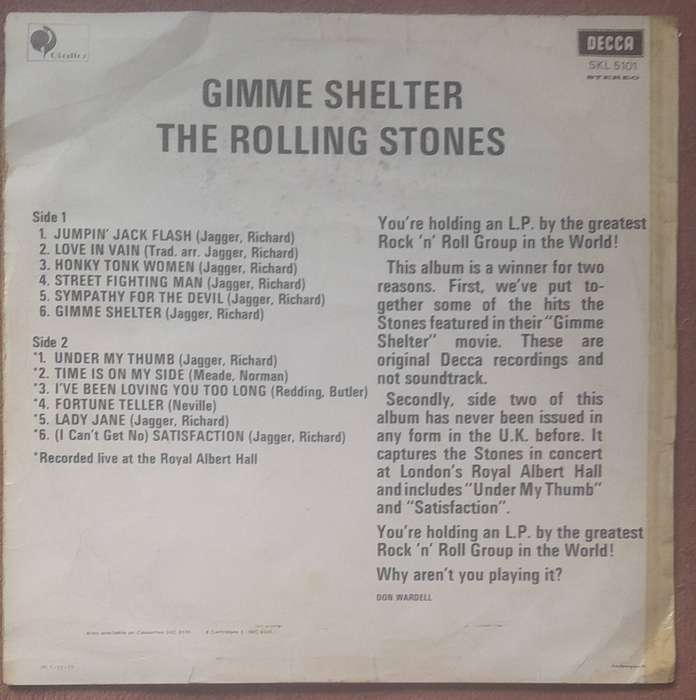 DECCA
SKL 5101
STEREO
GIMME SHELTER
THE ROLLING STONES
Side 1
1. JUMPIN' JACK FLASH (Jagger, Richard)
2. LOVE IN VAIN (Trad. arr. Jagger, Richard)
3. HONKY TONK WOMEN (Jagger, Richard)
4. STREET FIGHTING MAN (Jagger, Richard)
5. SYMPATHY FOR THE DEVIL (Jagger, Richard)
6. GIMME SHELTER (Jagger, Richard)
Side 2
*1. UNDER MY THUMB (Jagger, Richard)
*2. TIME IS ON MY SIDE (Meade, Norman)
*3. I'VE BEEN LOVING YOU TOO LONG (Redding, Butler)
*4. FORTUNE TELLER (Neville)
*5. LADY JANE (Jagger, Richard)
*6. (I Can't Get No) SATISFACTION (Jagger, Richard)
*Recorded live at the Royal Albert Hall
You're holding an L.P. by the greatest
Rock 'n' Roll Group in the World!
This album is a winner for two
reasons. First, we've put to-
gether some of the hits the
Stones featured in their "Gimme
Shelter" movie. These are
original Decca recordings and
not soundtrack.
Secondly, side two of this
album has never been issued in
any form in the U.K. before. It
captures the Stones in concert
at London's Royal Albert Hall
and includes "Under My Thumb"
and "Satisfaction".
You're holding an L.P. by the greatest
Rock 'n' Roll Group in the World!
Why aren't you playing it?
DON WARDELL
Also available on Cassette